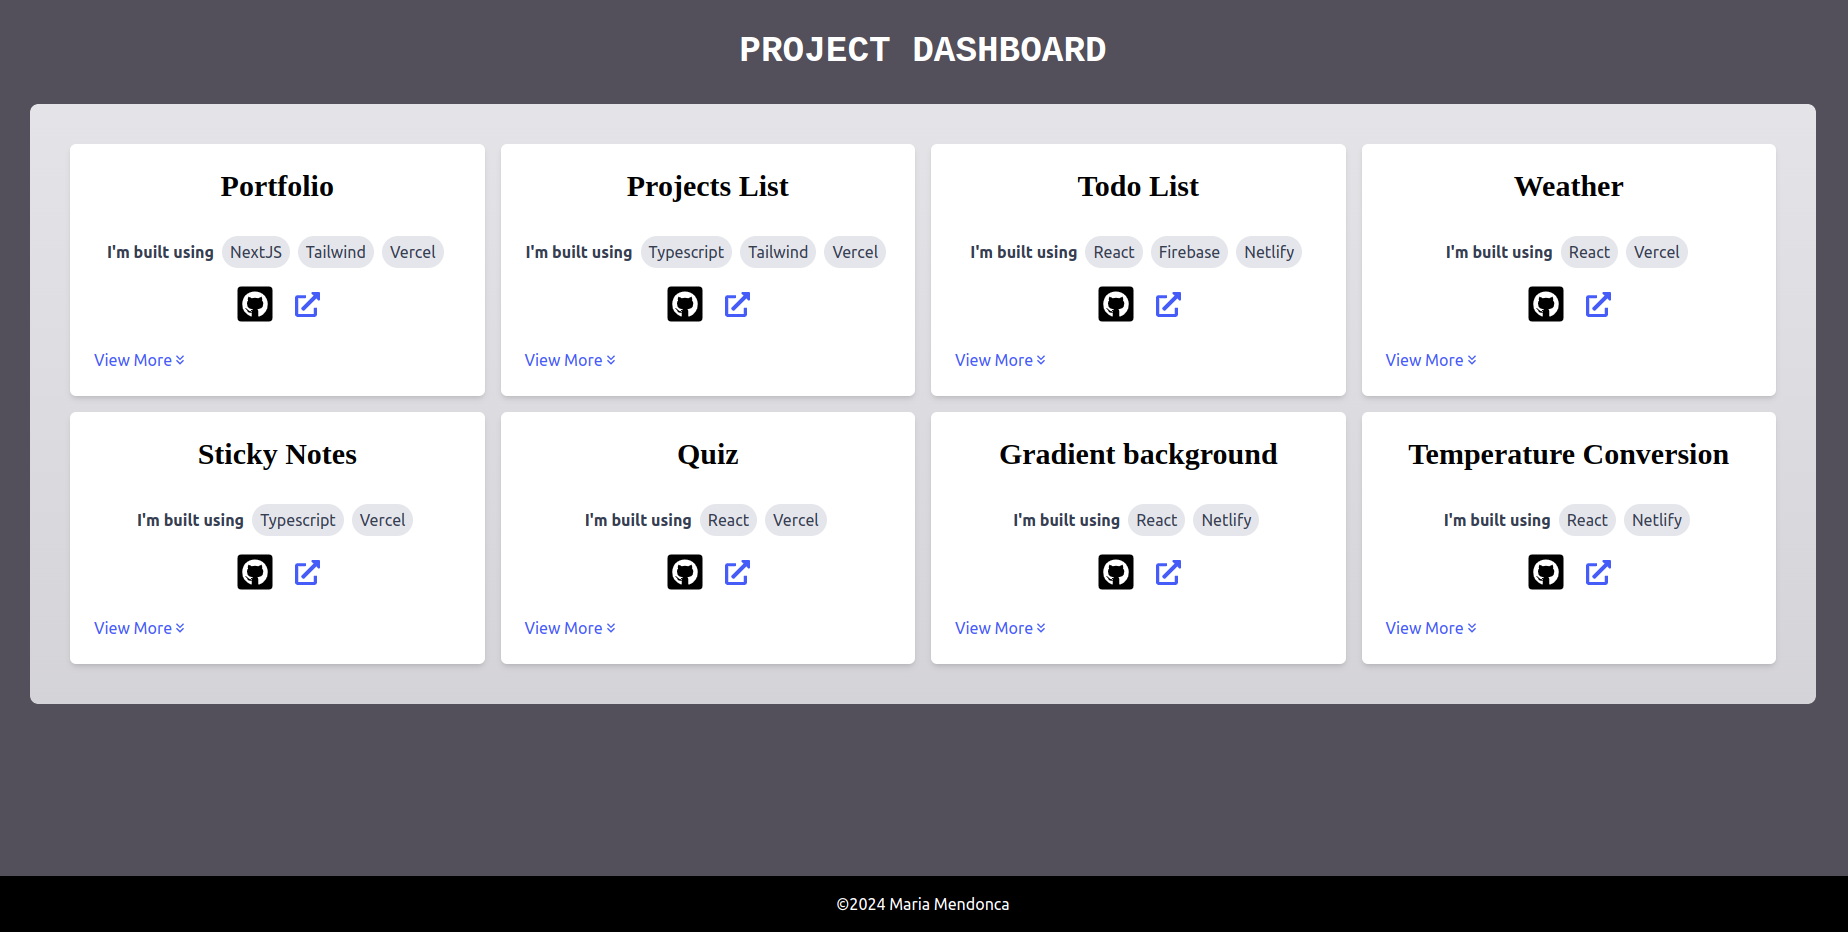 PROJECT DASHBOARD
Portfolio
I'm built using NextJS Tailwind Vercel
View More
Projects List
I'm built using Typescript Tailwind Vercel
View More
Todo List
I'm built using React Firebase Netlify
View More
Weather
I'm built using React Vercel
View More
Sticky Notes
I'm built using Typescript Vercel
View More
Quiz
I'm built using React Vercel
View More
Gradient background
I'm built using React Netlify
View More
Temperature Conversion
I'm built using React Netlify
View More
©2024 Maria Mendonca